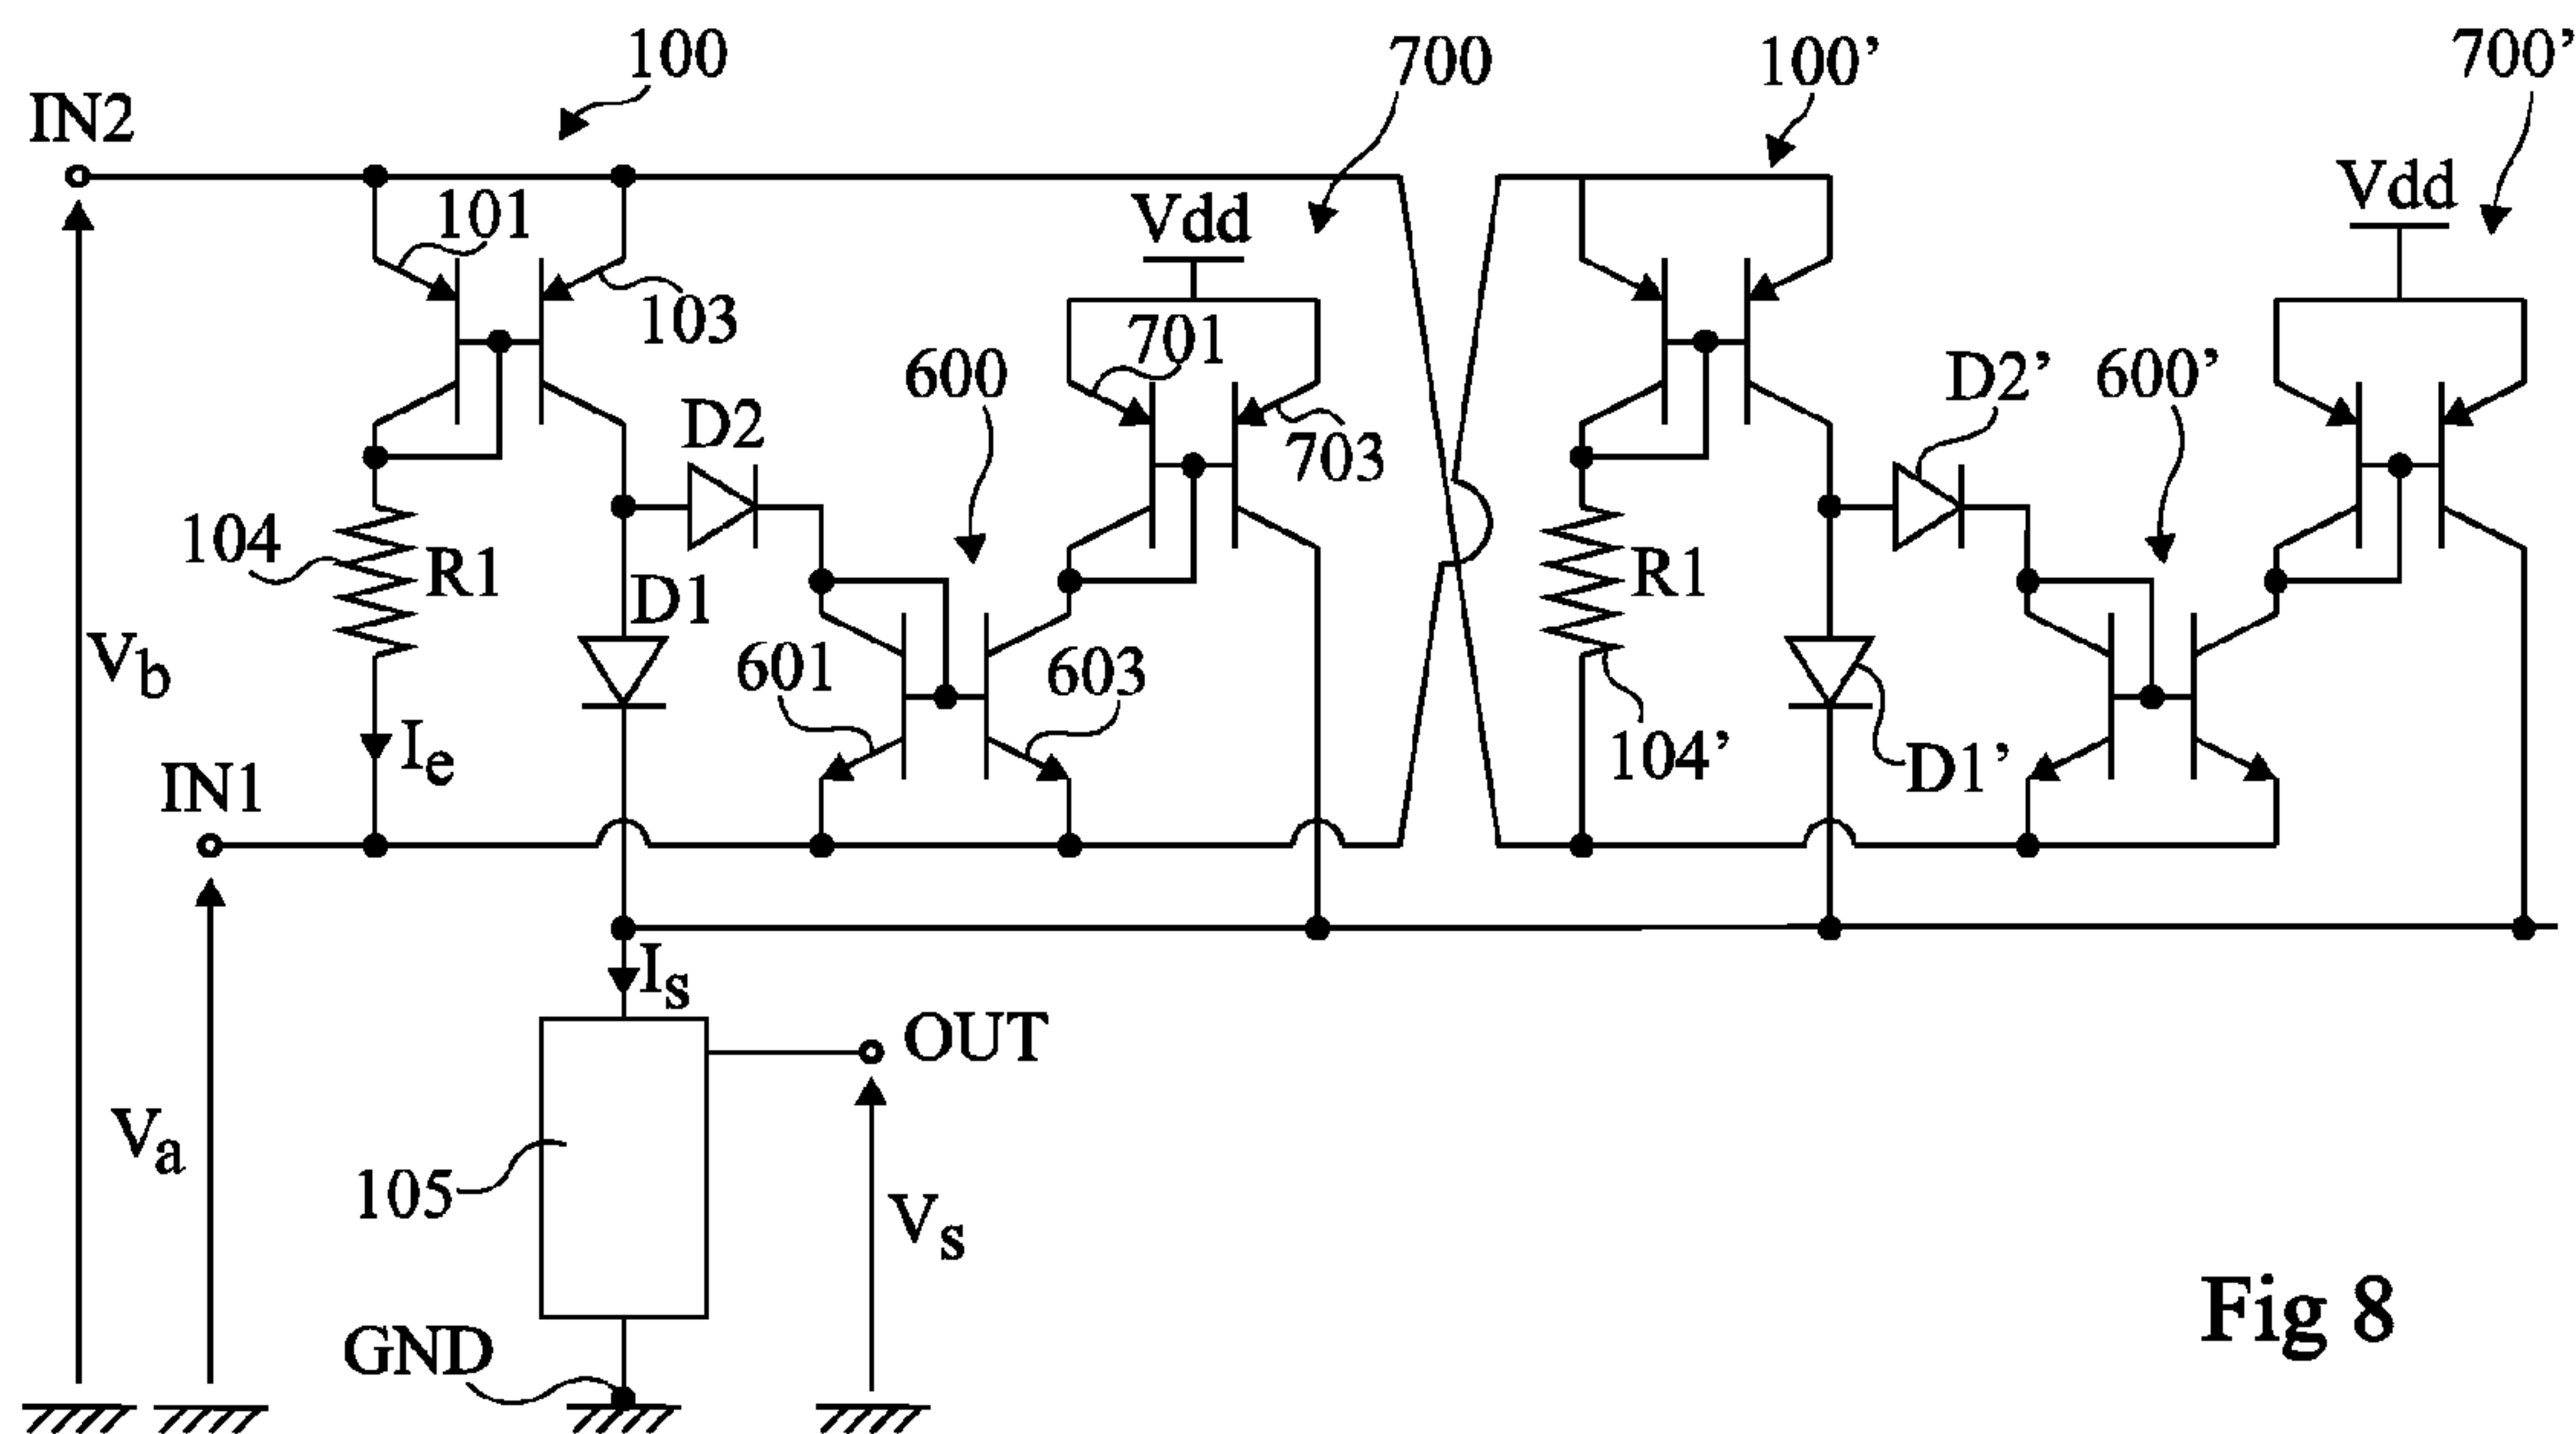 100
700
100’
700’
IN2
Vdd
Vdd
101
103
701
703
600
D2
D2’
600’
104
R1
D1
R1
Vb
601
603
Ie
IN1
104’
D1’
Is
OUT
Va
105
Vs
GND
Fig 8